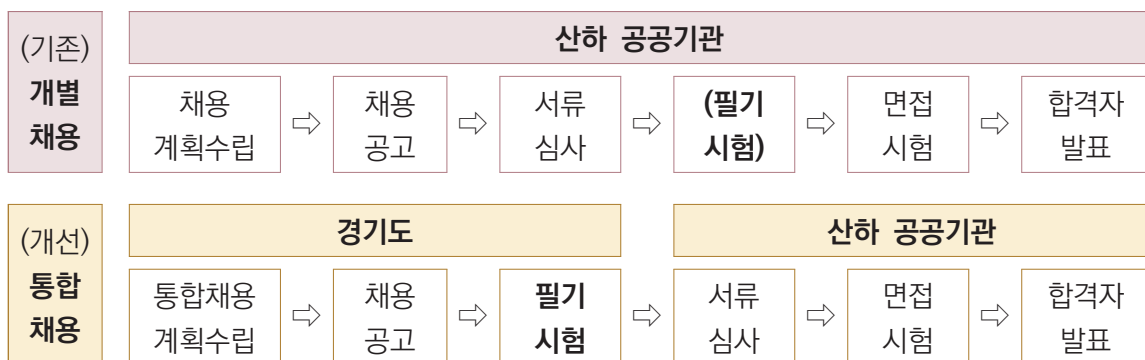 (기존)
개별
채용
산하 공공기관
채용
계획수립
⇨
채용
공고
⇨
서류
심사
⇨
(필기
시험)
⇨
면접
시험
⇨
합격자
발표
(개선)
통합
채용
경기도
산하 공공기관
통합채용
계획수립
⇨
채용
공고
⇨
필기
시험
⇨
서류
심사
⇨
면접
시험
⇨
합격자
발표